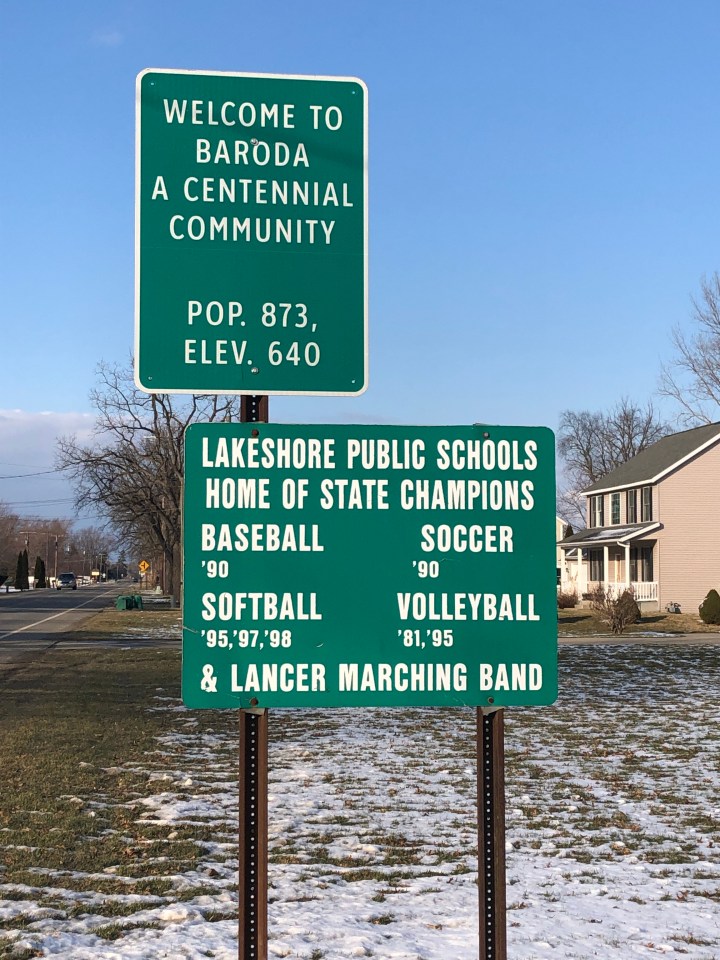 WELCOME TO
BARODA
A CENTENNIAL
COMMUNITY
POP. 873,
ELEV. 640
LAKESHORE PUBLIC SCHOOLS
HOME OF STATE CHAMPIONS
BASEBALL SOCCER
'90 '90
SOFTBALL VOLLEYBALL
'95,'97,'98 '81,'95
& LANCER MARCHING BAND